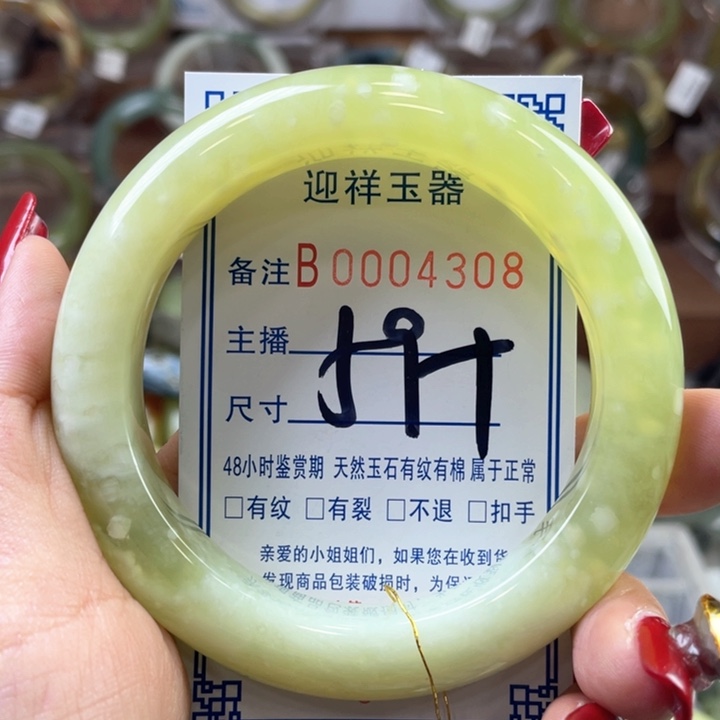 迎祥玉器
备注B0004308
主播
尺寸
48小时鉴赏期 天然玉石有纹有棉 属于正常
□有纹 □有裂 □不退 □扣手
亲爱的小姐姐们，如果您在收到货
发现商品包装破损时，为保